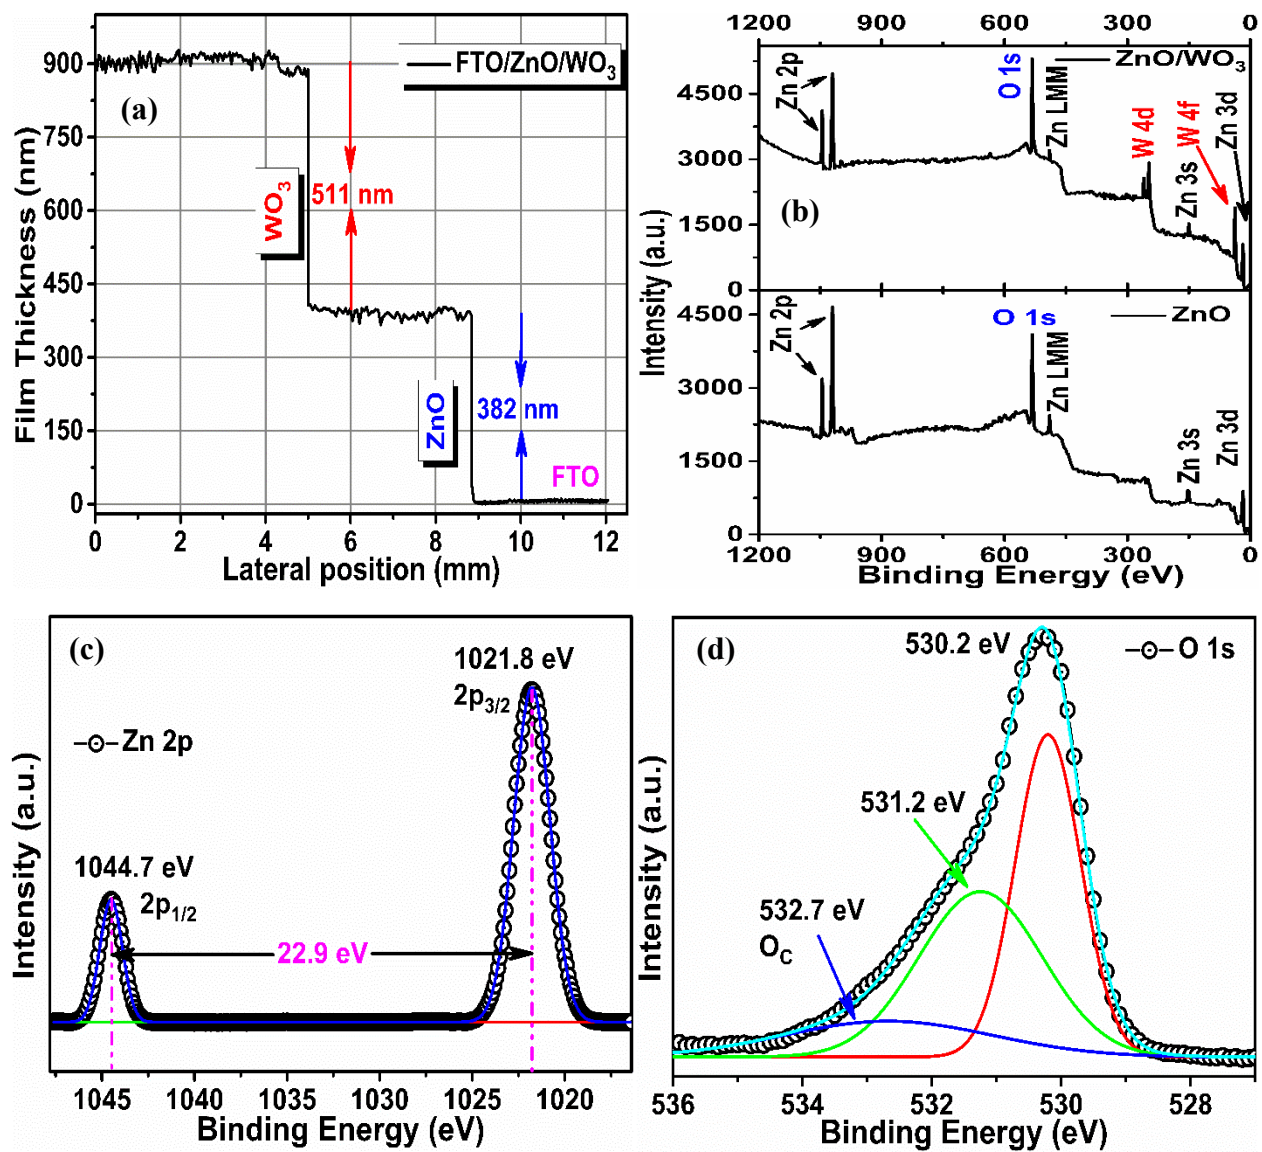 (a)
FTO/ZnO/WO₃
Film Thickness (nm)
900
750
600
450
300
150
0
WO₃
511 nm
ZnO
382 nm
FTO
0 2 4 6 8 10 12
Lateral position (mm)
1200 900 600 300 0
ZnO/WO₃
(b)
Intensity (a.u.)
4500
3000
1500
0
Zn 2p
O 1s
Zn LMM
W 4d
Zn 3s
W 4f
Zn 3d
ZnO
4500
3000
1500
0
Zn 2p
O 1s
Zn LMM
Zn 3s
Zn 3d
1200 900 600 300 0
Binding Energy (eV)
(c)
Intensity (a.u.)
Zn 2p
1021.8 eV
2p₃/₂
1044.7 eV
2p₁/₂
22.9 eV
1045 1040 1035 1030 1025 1020
Binding Energy (eV)
(d)
Intensity (a.u.)
O 1s
530.2 eV
531.2 eV
532.7 eV
O_C
536 534 532 530 528
Binding Energy (eV)